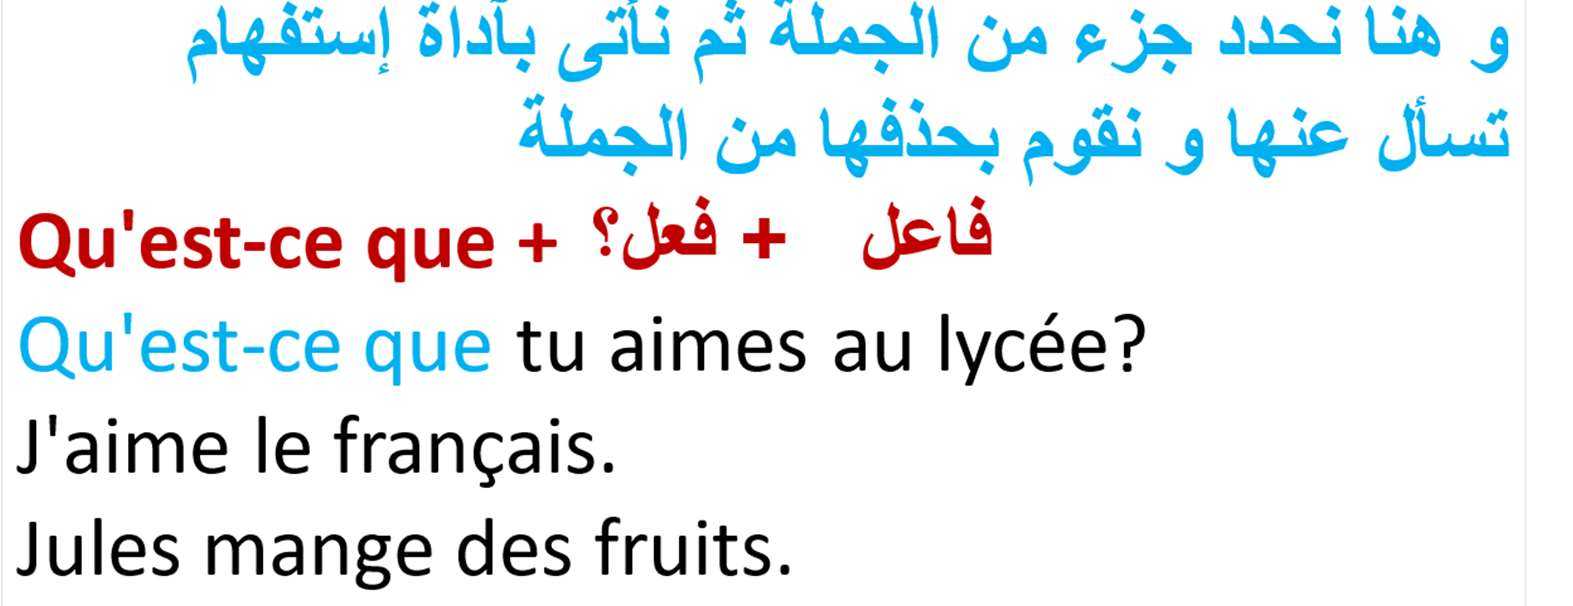 و هنا نحدد جزء من الجملة ثم نأتى بآداة إستفهام
تسأل عنها و نقوم بحذفها من الجملة
Qu'est-ce que + فاعل + فعل؟
Qu'est-ce que tu aimes au lycée?
J'aime le français.
Jules mange des fruits.